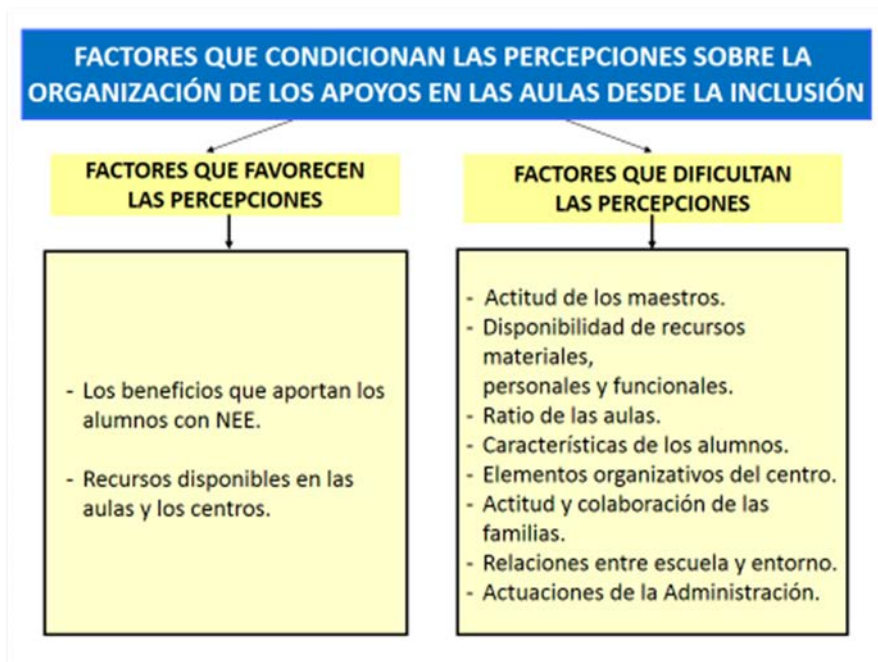 FACTORES QUE CONDICIONAN LAS PERCEPCIONES SOBRE LA
ORGANIZACIÓN DE LOS APOYOS EN LAS AULAS DESDE LA INCLUSIÓN
FACTORES QUE FAVORECEN
LAS PERCEPCIONES
- Los beneficios que aportan los
alumnos con NEE.
- Recursos disponibles en las
aulas y los centros.
FACTORES QUE DIFICULTAN
LAS PERCEPCIONES
- Actitud de los maestros.
- Disponibilidad de recursos
materiales,
personales y funcionales.
- Ratio de las aulas.
- Características de los alumnos.
- Elementos organizativos del centro.
- Actitud y colaboración de las
familias.
- Relaciones entre escuela y entorno.
- Actuaciones de la Administración.